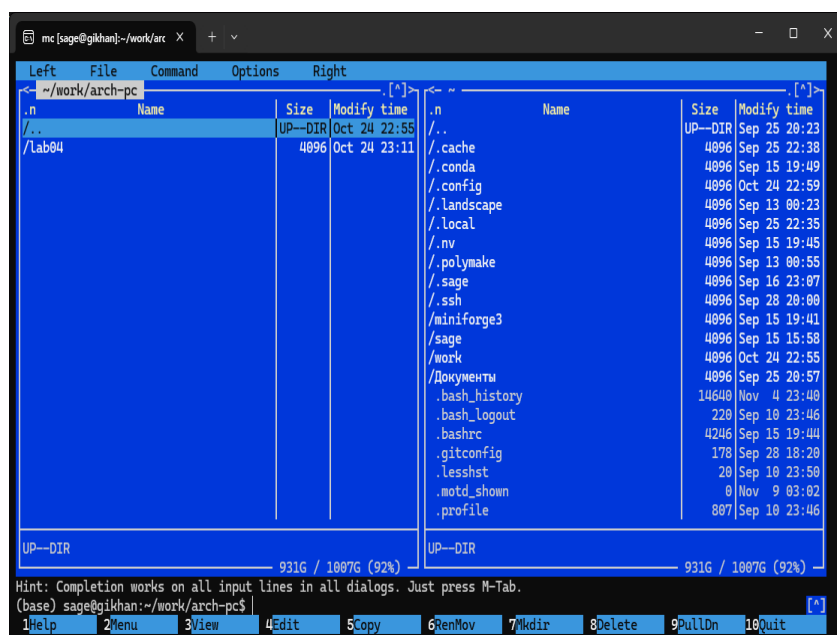 mc [sage@gikhan]:~/work/arc X + ⌄ − □ X
Left File Command Options Right
<- ~/work/arch-pc .[^]>
.n Name Size Modify time
/.. UP--DIR Oct 24 22:55
/lab04 4096 Oct 24 23:11
UP--DIR
931G / 1007G (92%)
<- ~ .[^]>
.n Name Size Modify time
/.. UP--DIR Sep 25 20:23
/.cache 4096 Sep 25 22:38
/.conda 4096 Sep 15 19:49
/.config 4096 Oct 24 22:59
/.landscape 4096 Sep 13 00:23
/.local 4096 Sep 25 22:35
/.nv 4096 Sep 15 19:45
/.polymake 4096 Sep 13 00:55
/.sage 4096 Sep 16 23:07
/.ssh 4096 Sep 28 20:00
/miniforge3 4096 Sep 15 19:41
/sage 4096 Sep 15 15:58
/work 4096 Oct 24 22:55
/Документы 4096 Sep 25 20:57
.bash_history 14640 Nov 4 23:40
.bash_logout 220 Sep 10 23:46
.bashrc 4246 Sep 15 19:44
.gitconfig 178 Sep 28 18:20
.lesshst 20 Sep 10 23:50
.motd_shown 0 Nov 9 03:02
.profile 807 Sep 10 23:46
UP--DIR
931G / 1007G (92%)
Hint: Completion works on all input lines in all dialogs. Just press M-Tab.
(base) sage@gikhan:~/work/arch-pc$ [^]
1Help 2Menu 3View 4Edit 5Copy 6RenMov 7Mkdir 8Delete 9PullDn 10Quit